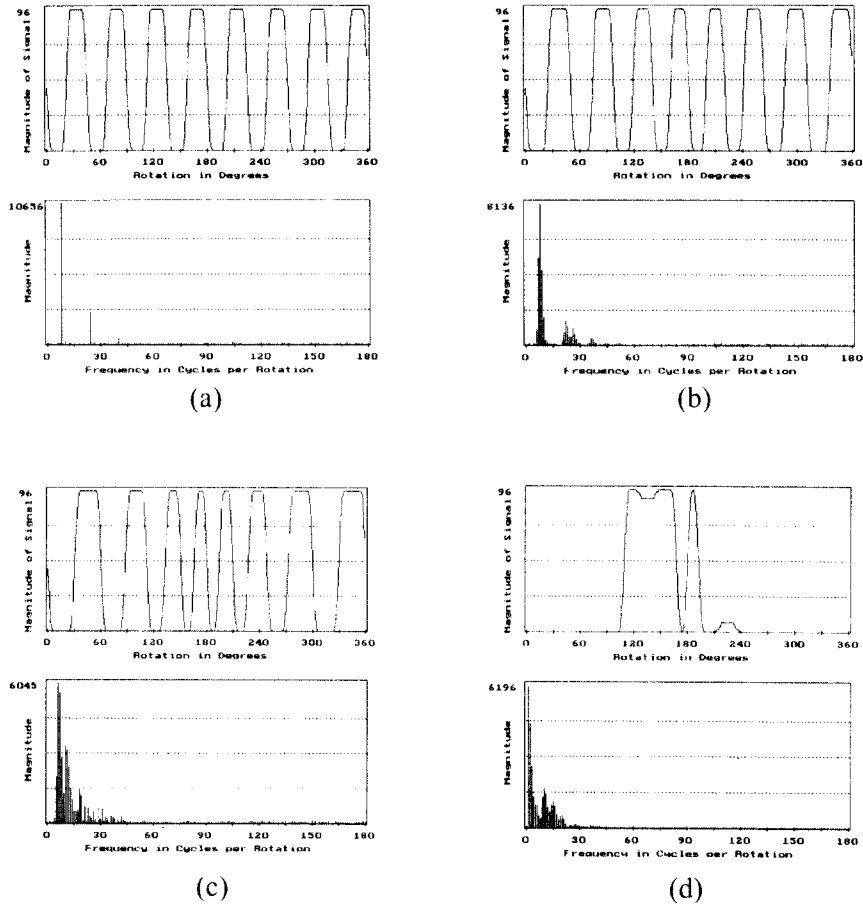 96
Magnitude of Signal
0 60 120 180 240 300 360
Rotation in Degrees
10656
Magnitude
0 30 60 90 120 150 180
Frequency in Cycles per Rotation
(a)
96
Magnitude of Signal
0 60 120 180 240 300 360
Rotation in Degrees
8136
Magnitude
0 30 60 90 120 150 180
Frequency in Cycles per Rotation
(b)
96
Magnitude of Signal
0 60 120 180 240 300 360
Rotation in Degrees
6045
Magnitude
0 30 60 90 120 150 180
Frequency in Cycles per Rotation
(c)
96
Magnitude of Signal
0 60 120 180 240 300 360
Rotation in Degrees
6196
Magnitude
0 30 60 90 120 150 180
Frequency in Cycles per Rotation
(d)